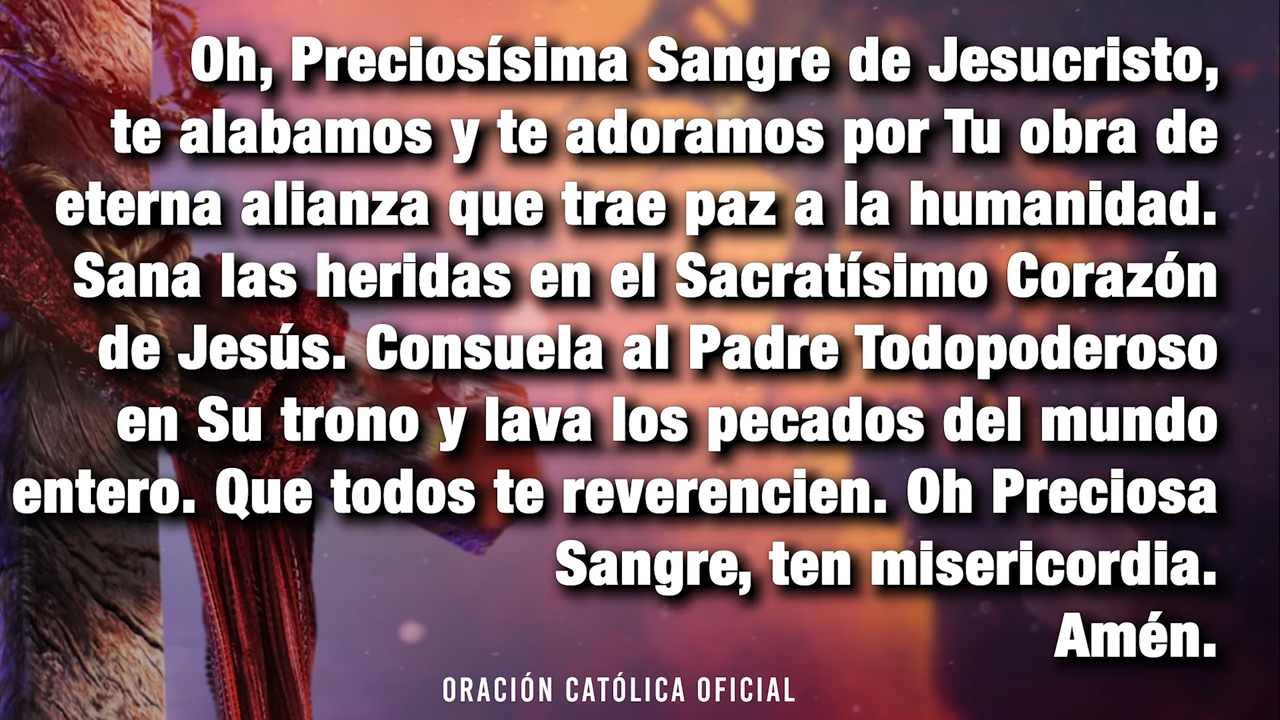 Oh, Preciosísima Sangre de Jesucristo,
te alabamos y te adoramos por Tu obra de
eterna alianza que trae paz a la humanidad.
Sana las heridas en el Sacratísimo Corazón
de Jesús. Consuela al Padre Todopoderoso
en Su trono y lava los pecados del mundo
entero. Que todos te reverencien. Oh Preciosa
Sangre, ten misericordia.
Amén.
ORACIÓN CATÓLICA OFICIAL